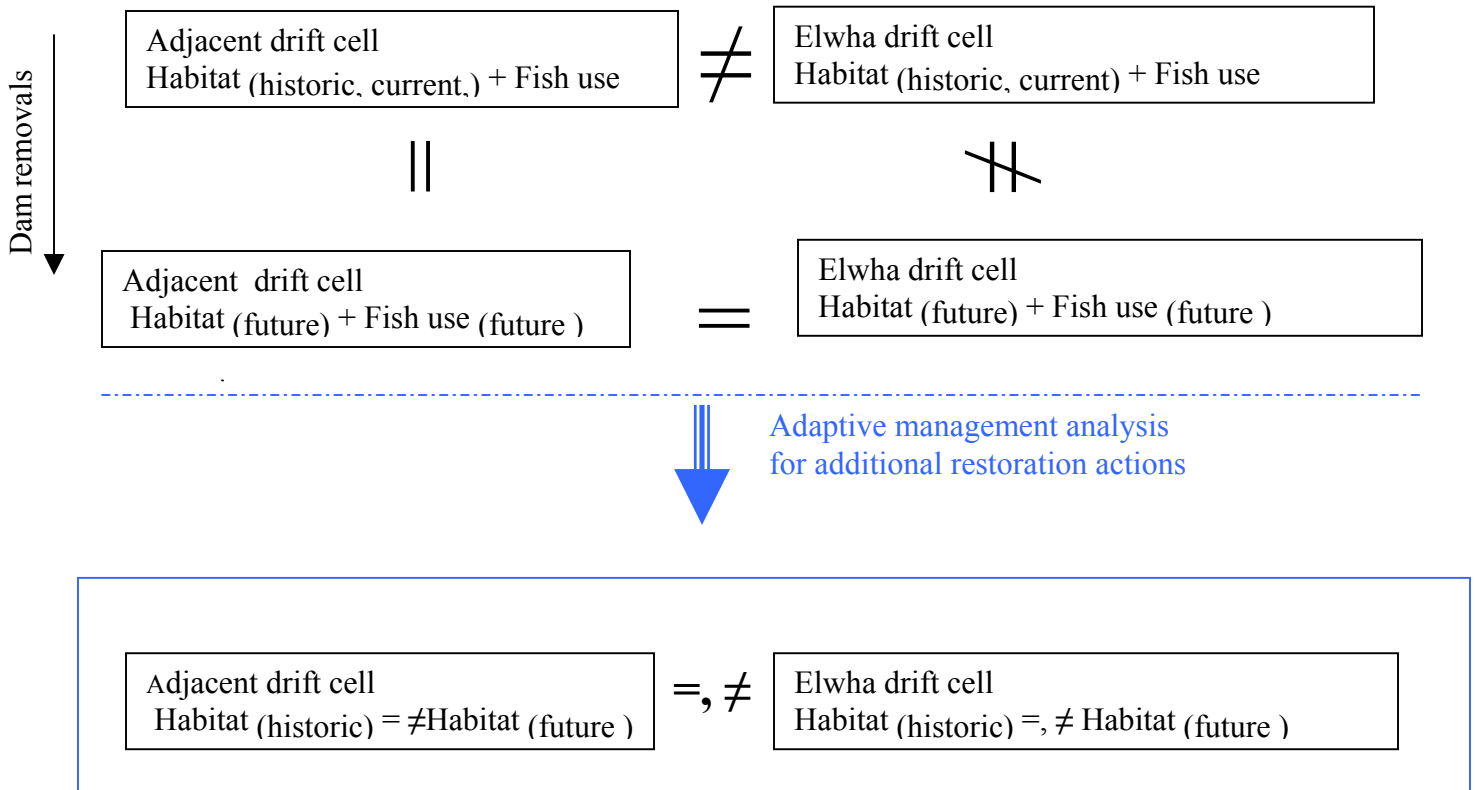 Dam removals
Adjacent drift cell
Habitat (historic, current,) + Fish use
≠
Elwha drift cell
Habitat (historic, current) + Fish use
||
Adjacent  drift cell
Habitat (future) + Fish use (future )
=
Elwha drift cell
Habitat (future) + Fish use (future )
Adaptive management analysis
for additional restoration actions
Adjacent drift cell
Habitat (historic) = ≠Habitat (future )
=, ≠
Elwha drift cell
Habitat (historic) =, ≠ Habitat (future )